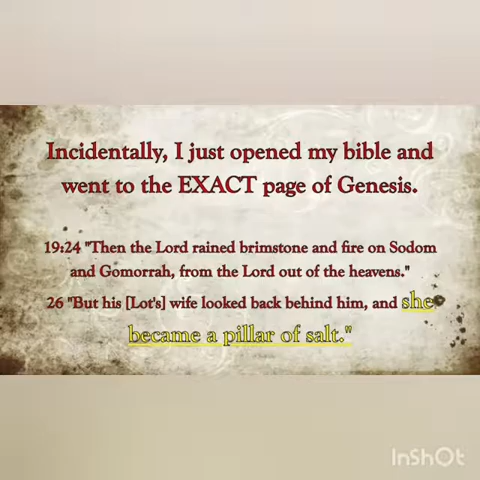 Incidentally, I just opened my bible and
went to the EXACT page of Genesis.
19:24 "Then the Lord rained brimstone and fire on Sodom
and Gomorrah, from the Lord out of the heavens."
26 "But his [Lot's] wife looked back behind him, and she
became a pillar of salt."
InShOt